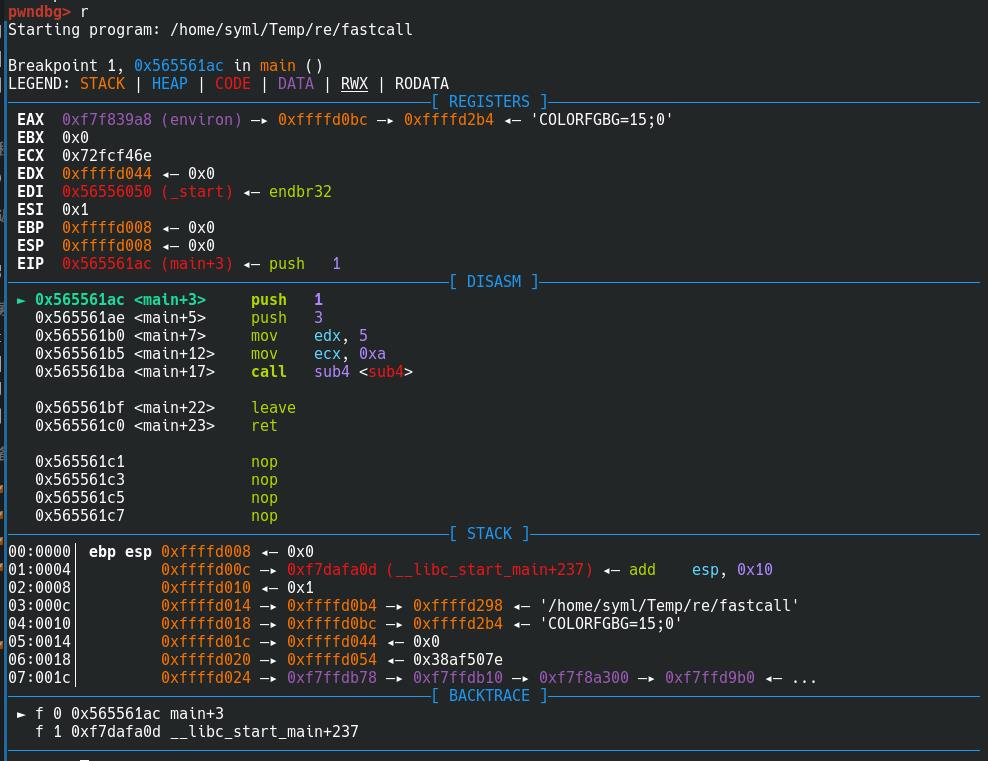 pwndbg> r
Starting program: /home/syml/Temp/re/fastcall
Breakpoint 1, 0x565561ac in main ()
LEGEND: STACK | HEAP | CODE | DATA | RWX | RODATA
[ REGISTERS ]
EAX  0xf7f839a8 (environ) —▸ 0xffffd0bc —▸ 0xffffd2b4 ◂— 'COLORFGBG=15;0'
EBX  0x0
ECX  0x72fcf46e
EDX  0xffffd044 ◂— 0x0
EDI  0x56556050 (_start) ◂— endbr32
ESI  0x1
EBP  0xffffd008 ◂— 0x0
ESP  0xffffd008 ◂— 0x0
EIP  0x565561ac (main+3) ◂— push   1
[ DISASM ]
► 0x565561ac <main+3>     push   1
0x565561ae <main+5>     push   3
0x565561b0 <main+7>     mov    edx, 5
0x565561b5 <main+12>    mov    ecx, 0xa
0x565561ba <main+17>    call   sub4 <sub4>
0x565561bf <main+22>    leave
0x565561c0 <main+23>    ret
0x565561c1              nop
0x565561c3              nop
0x565561c5              nop
0x565561c7              nop
[ STACK ]
00:0000│ ebp esp 0xffffd008 ◂— 0x0
01:0004│         0xffffd00c —▸ 0xf7dafa0d (__libc_start_main+237) ◂— add    esp, 0x10
02:0008│         0xffffd010 ◂— 0x1
03:000c│         0xffffd014 —▸ 0xffffd0b4 —▸ 0xffffd298 ◂— '/home/syml/Temp/re/fastcall'
04:0010│         0xffffd018 —▸ 0xffffd0bc —▸ 0xffffd2b4 ◂— 'COLORFGBG=15;0'
05:0014│         0xffffd01c —▸ 0xffffd044 ◂— 0x0
06:0018│         0xffffd020 —▸ 0xffffd054 ◂— 0x38af507e
07:001c│         0xffffd024 —▸ 0xf7ffdb78 —▸ 0xf7ffdb10 —▸ 0xf7f8a300 —▸ 0xf7ffd9b0 ◂— ...
[ BACKTRACE ]
► f 0 0x565561ac main+3
f 1 0xf7dafa0d __libc_start_main+237